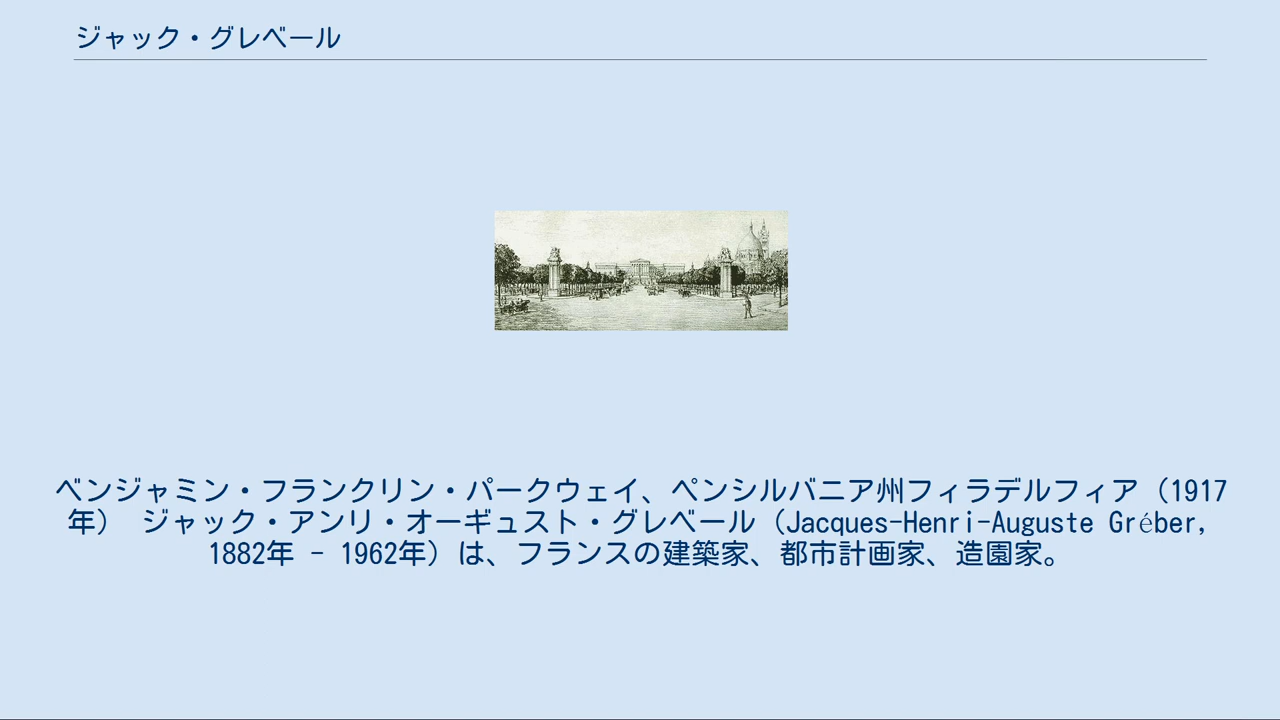 ジャック・グレベール
ベンジャミン・フランクリン・パークウェイ、ペンシルバニア州フィラデルフィア（1917
年） ジャック・アンリ・オーギュスト・グレベール（Jacques-Henri-Auguste Gréber,
1882年 - 1962年）は、フランスの建築家、都市計画家、造園家。